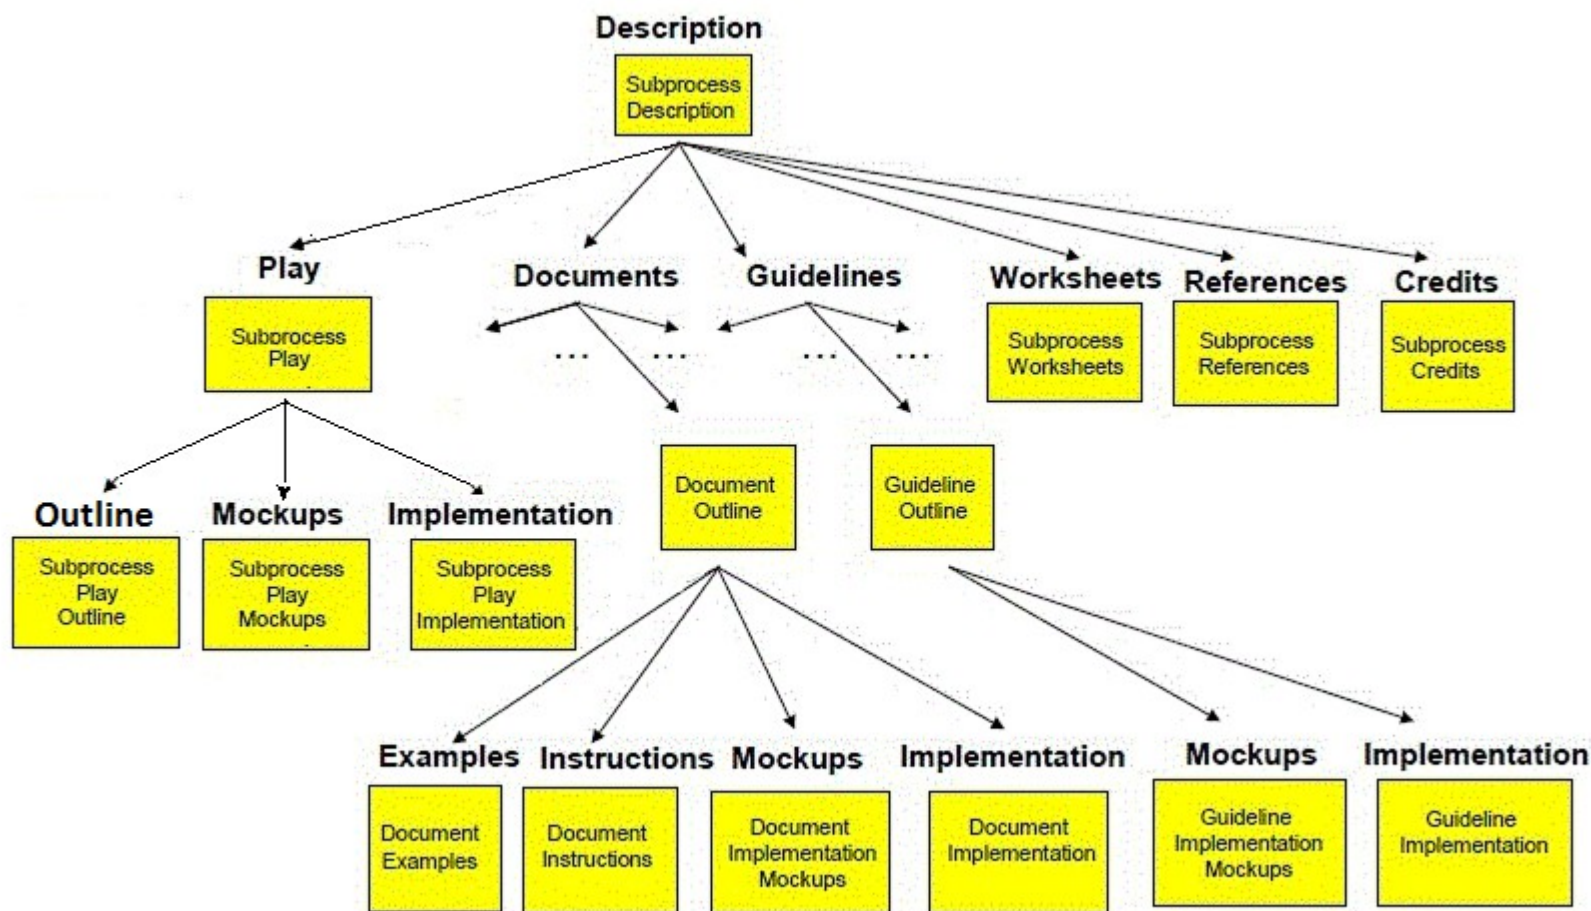 Description
Subprocess
Description
Play
Documents
Guidelines
Worksheets
References
Credits
Subprocess
Play
... ...
... ...
Subprocess
Worksheets
Subprocess
References
Subprocess
Credits
Document
Outline
Guideline
Outline
Outline
Mockups
Implementation
Subprocess
Play
Outline
Subprocess
Play
Mockups
Subprocess
Play
Implementation
Examples
Instructions
Mockups
Implementation
Mockups
Implementation
Document
Examples
Document
Instructions
Document
Implementation
Mockups
Document
Implementation
Guideline
Implementation
Mockups
Guideline
Implementation